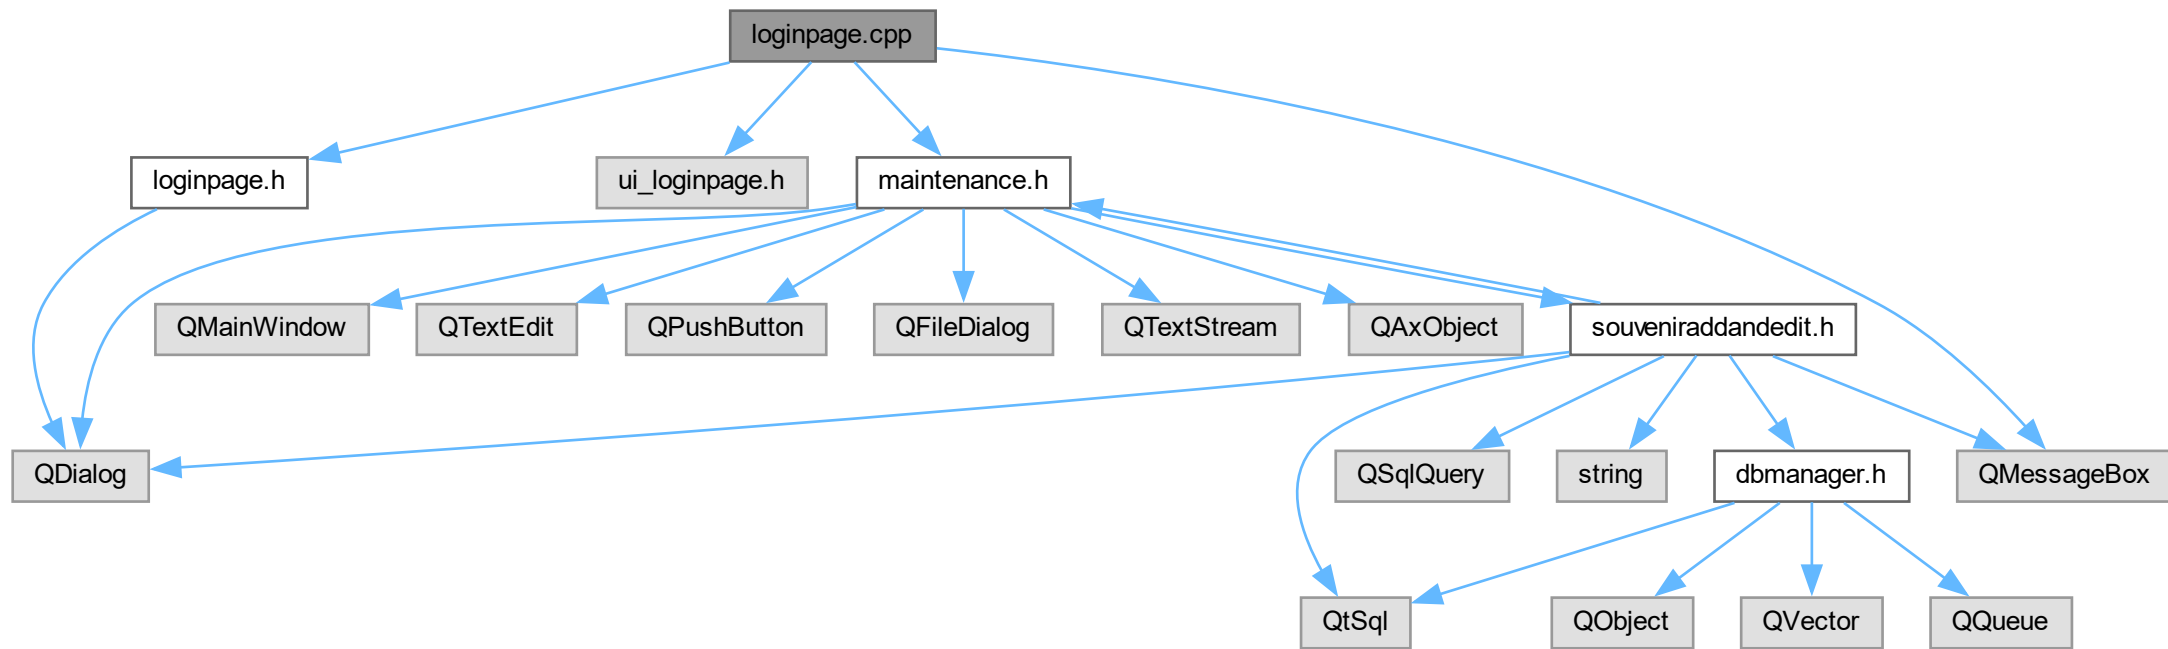 loginpage.cpp
loginpage.h
ui_loginpage.h
maintenance.h
QMainWindow
QTextEdit
QPushButton
QFileDialog
QTextStream
QAxObject
souveniraddandedit.h
QDialog
QSqlQuery
string
dbmanager.h
QMessageBox
QtSql
QObject
QVector
QQueue